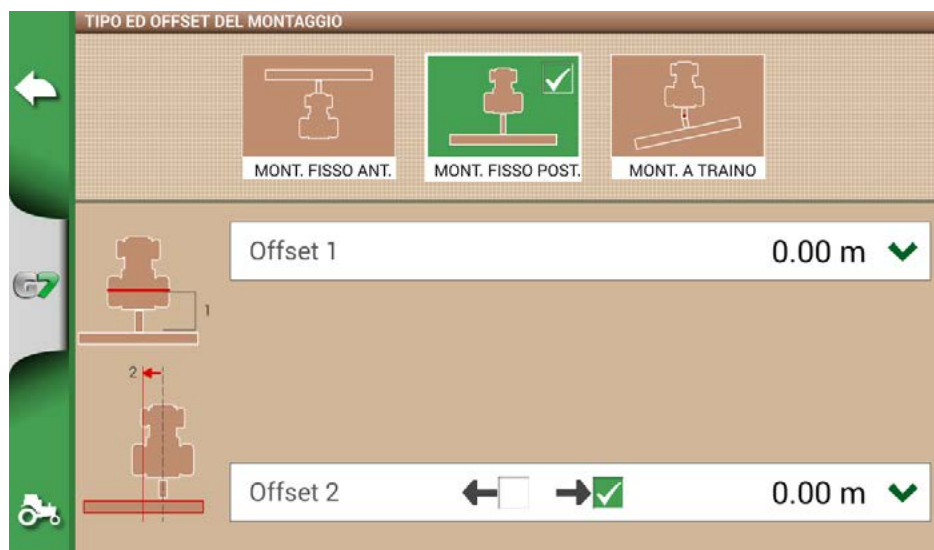 TIPO ED OFFSET DEL MONTAGGIO
MONT. FISSO ANT.
MONT. FISSO POST.
MONT. A TRAINO
G7
Offset 1
0.00 m
1
2
Offset 2
0.00 m